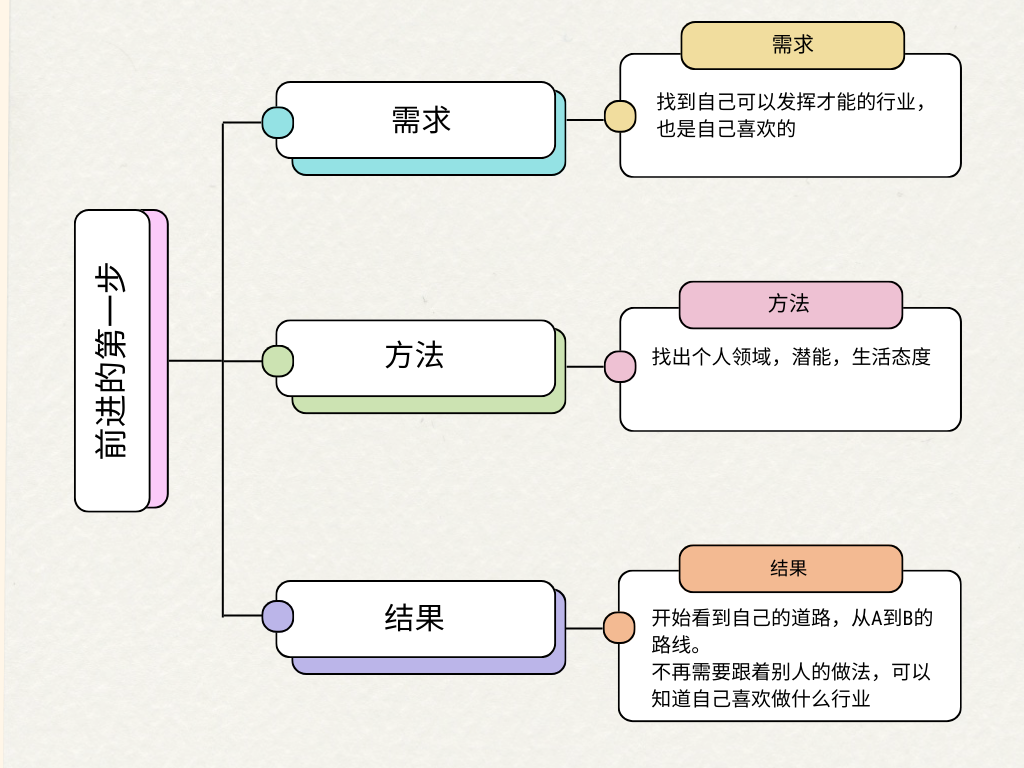 前进的第一步
需求
需求
找到自己可以发挥才能的行业，
也是自己喜欢的
方法
方法
找出个人领域，潜能，生活态度
结果
结果
开始看到自己的道路，从A到B的
路线。
不再需要跟着别人的做法，可以
知道自己喜欢做什么行业